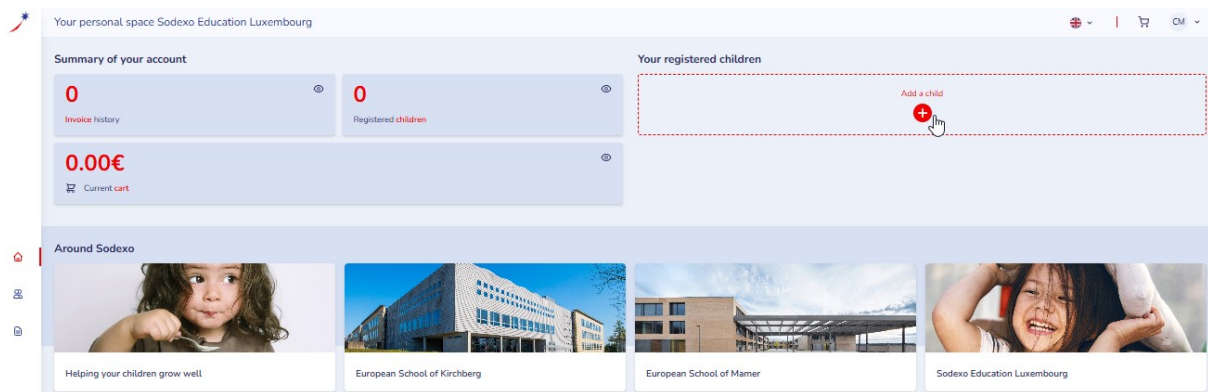 Your personal space Sodexo Education Luxembourg
CM
Summary of your account
0
Invoice history
0
Registered children
0.00€
Current cart
Your registered children
Add a child
Around Sodexo
Helping your children grow well
European School of Kirchberg
European School of Mamer
Sodexo Education Luxembourg